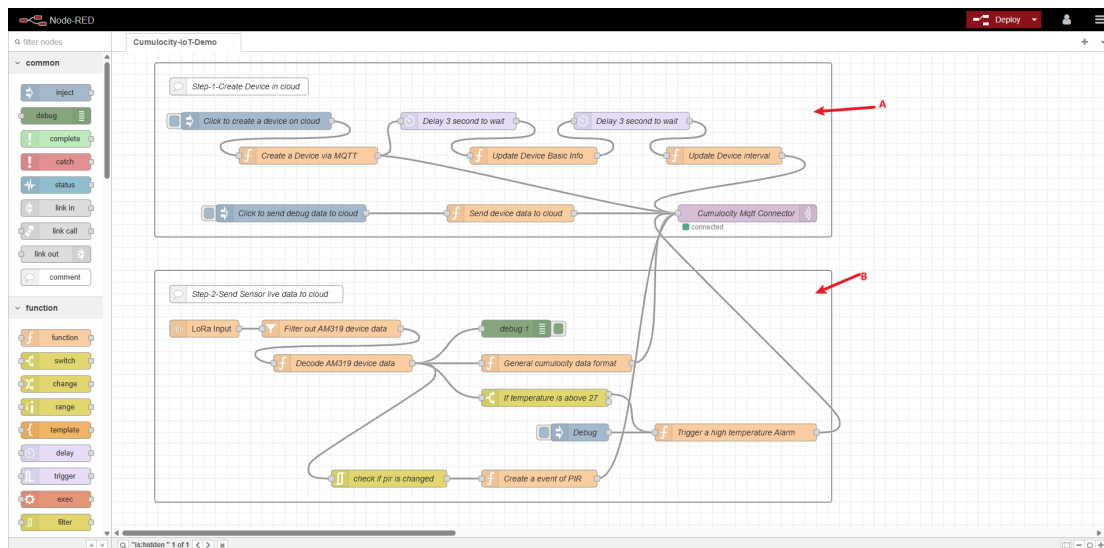 Node-RED
Deploy
filter nodes
Cumulocity-IoT-Demo
common
inject
debug
complete
catch
status
link in
link call
link out
comment
function
function
switch
change
range
template
delay
trigger
exec
filter
Step-1-Create Device in cloud
A
Click to create a device on cloud
Delay 3 second to wait
Delay 3 second to wait
Create a Device via MQTT
Update Device Basic Info
Update Device interval
Click to send debug data to cloud
Send device data to cloud
Cumulocity Mqtt Connector
connected
B
Step-2-Send Sensor live data to cloud
LoRa Input
Filter out AM319 device data
debug 1
Decode AM319 device data
General cumulocity data format
If temperature is above 27
Debug
Trigger a high temperature Alarm
check if pir is changed
Create a event of PIR
"is:hidden " 1 of 1